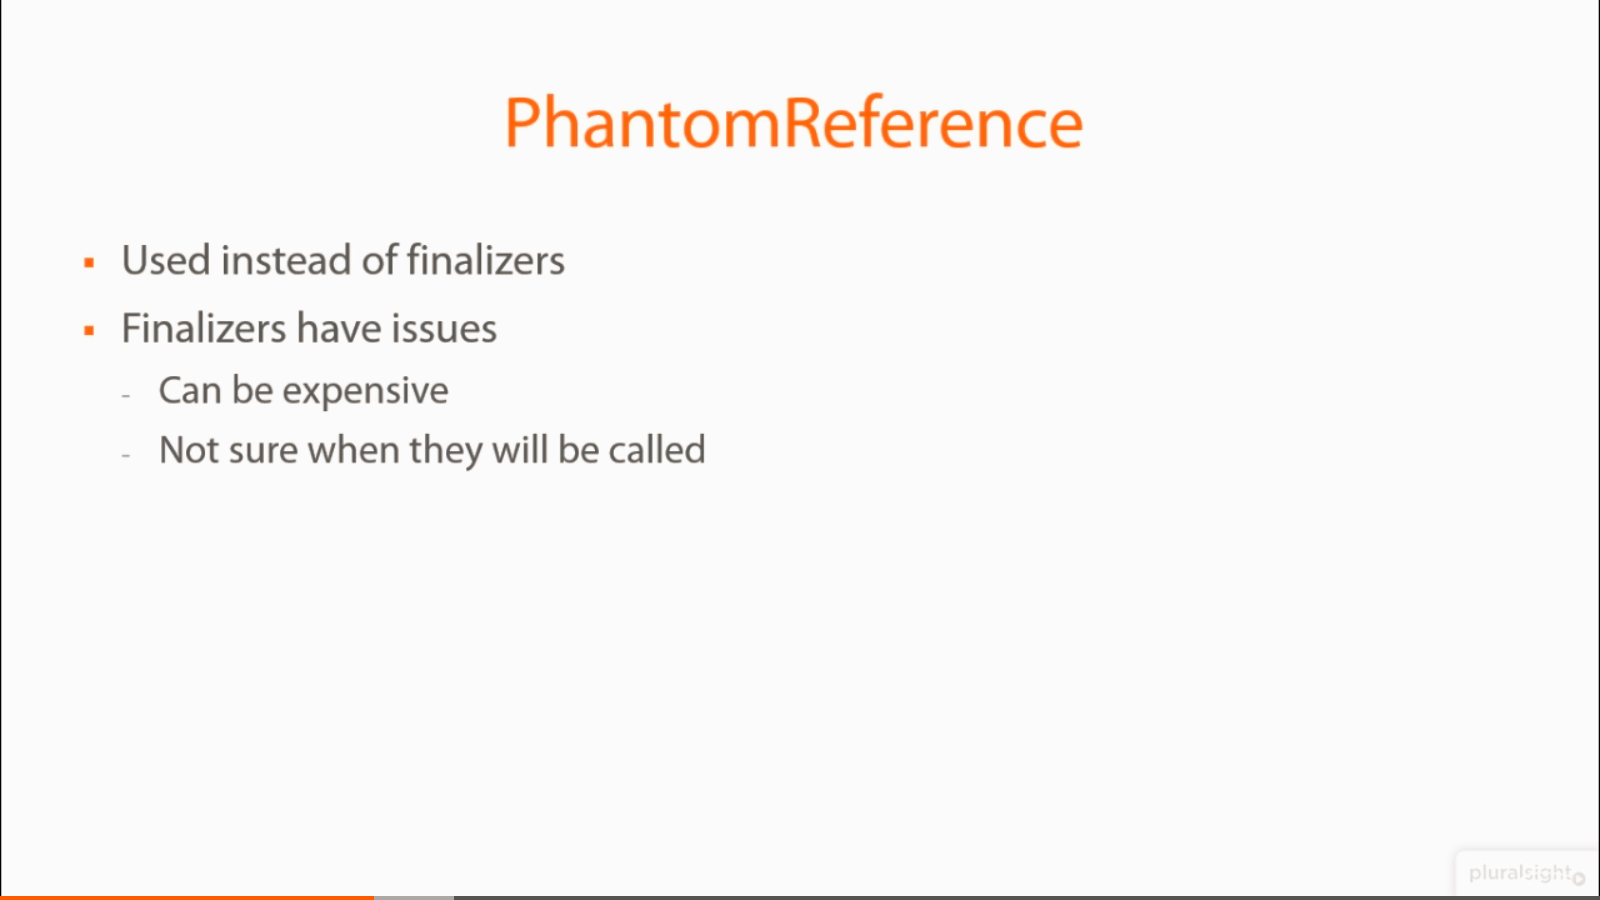 PhantomReference
▪ Used instead of finalizers
▪ Finalizers have issues
- Can be expensive
- Not sure when they will be called
pluralsight